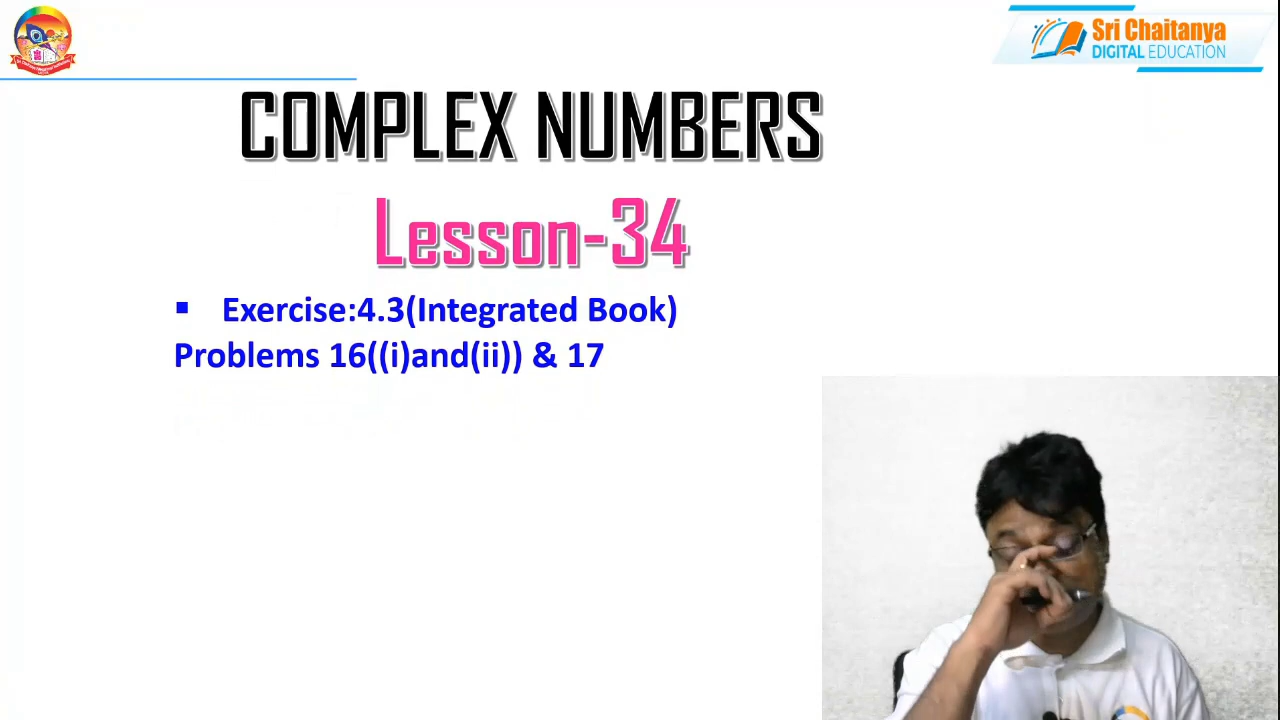 Sri Chaitanya
DIGITAL EDUCATION
COMPLEX NUMBERS
Lesson-34
▪ Exercise:4.3(Integrated Book)
Problems 16((i)and(ii)) & 17